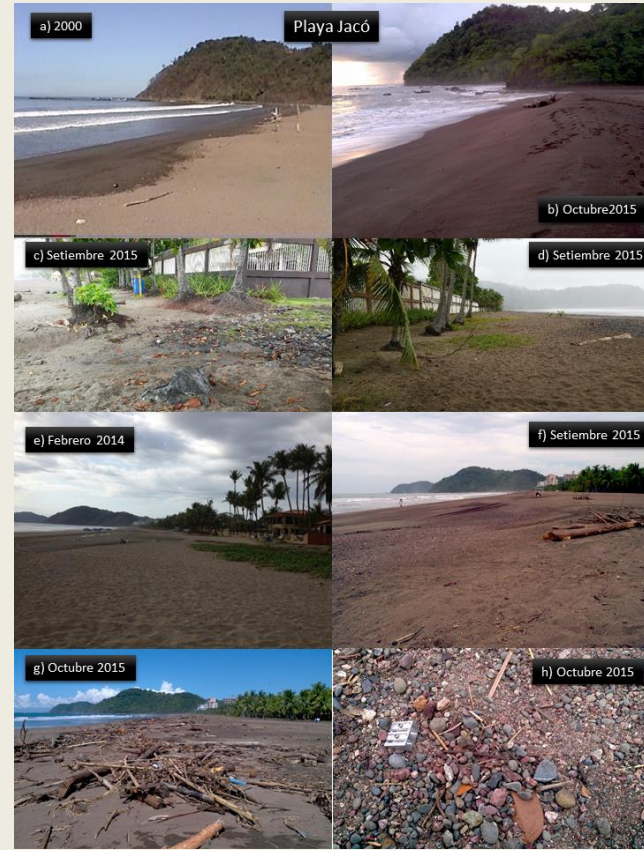 a) 2000
Playa Jacó
b) Octubre2015
c) Setiembre 2015
d) Setiembre 2015
e) Febrero 2014
f) Setiembre 2015
g) Octubre 2015
h) Octubre 2015